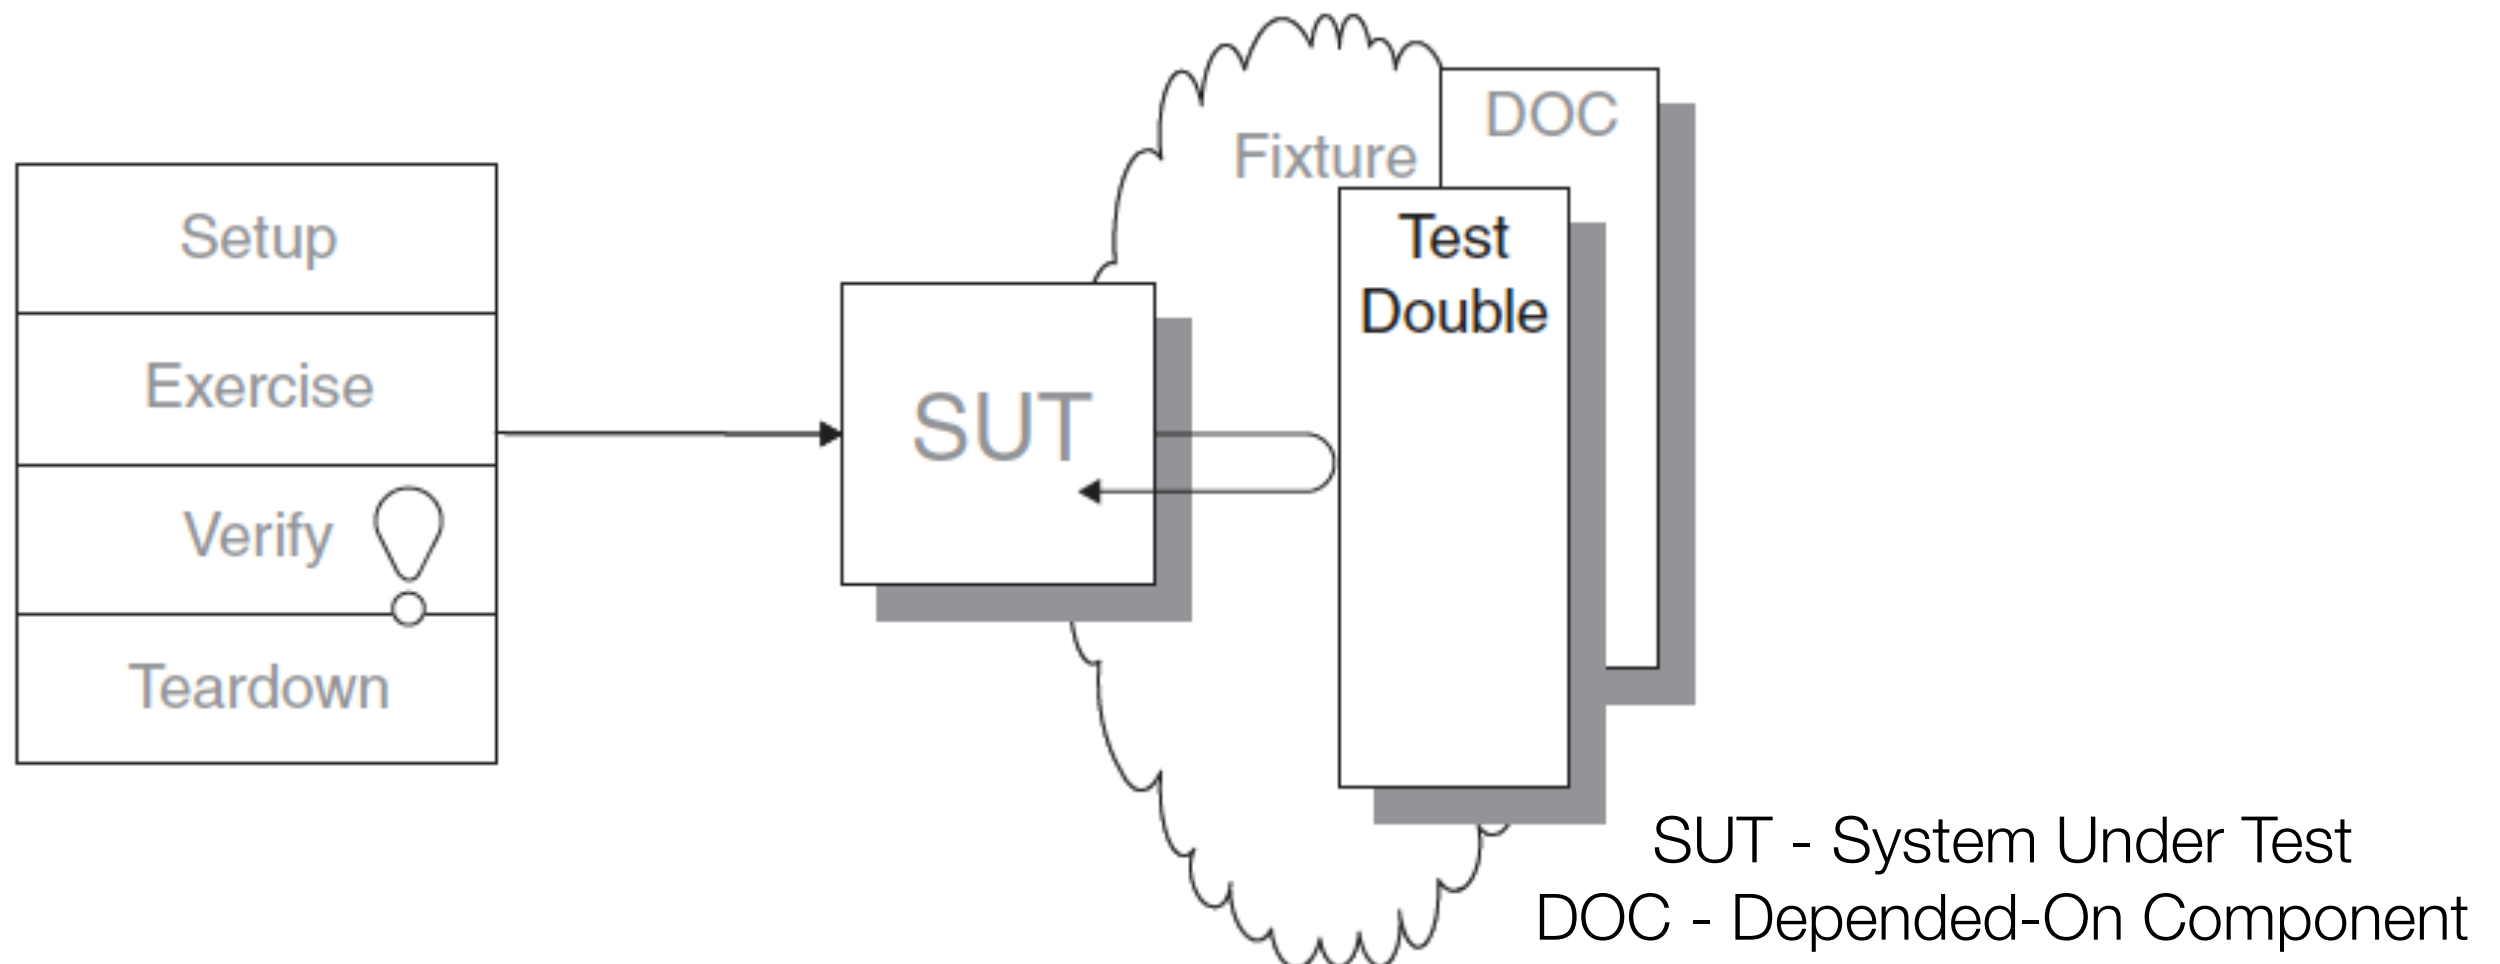 Setup
Exercise
Verify
Teardown
SUT
Fixture
DOC
Test
Double
SUT - System Under Test
DOC - Depended-On Component